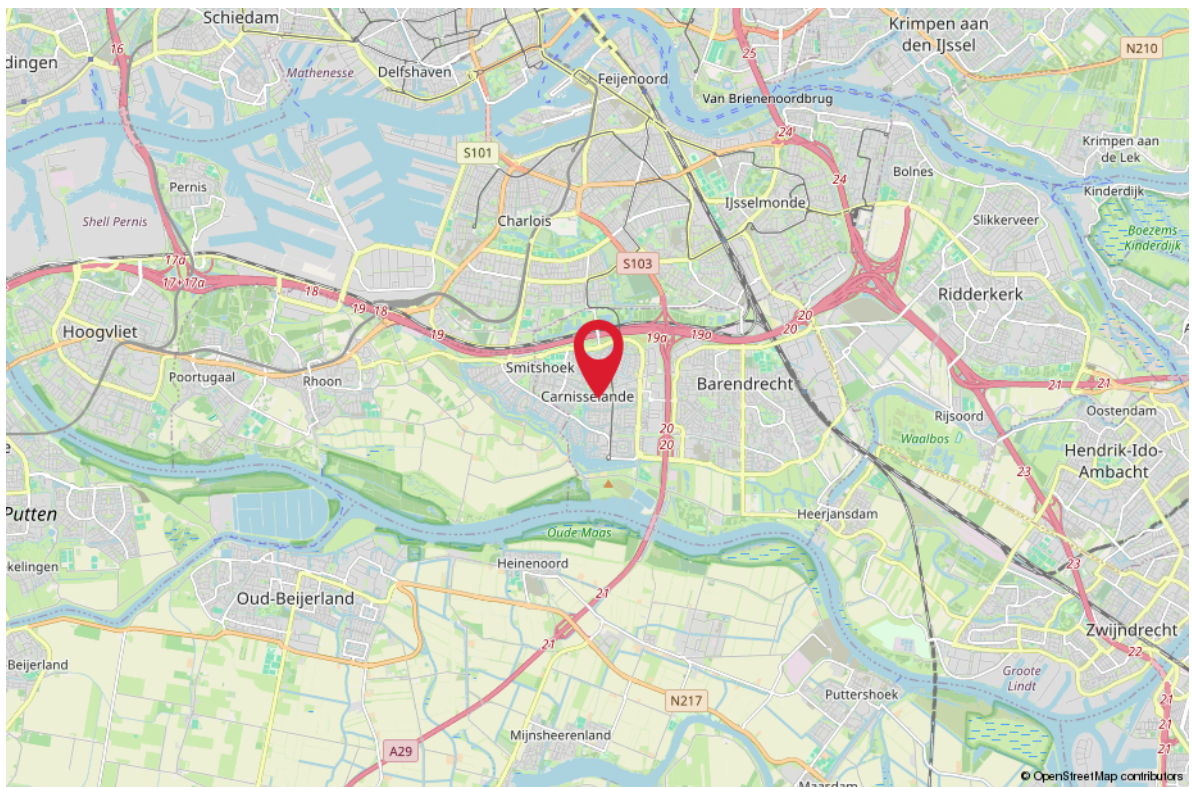 Krimpen aan
den IJssel
Schiedam
16
25
N210
dingen
Mathenesse
Delfshaven
Feijenoord
Van Brienenoordbrug
24
Krimpen aan
de Lek
S101
Bolnes
Pernis
24
Kinderdijk
IJsselmonde
Shell Pernis
Charlois
Slikkerveer
Boezems
Kinderdijk
17a
S103
17+17a
18
Ridderkerk
19
18
20
Hoogvliet
19
19a
19a
20
Smitshoek
Poortugaal
Rhoon
Barendrecht
21
21
Carnisselande
Oostendam
Rijsoord
20
Waalbos
20
Hendrik-Ido-
Ambacht
23
Putten
Heerjansdam
Oude Maas
Heinenoord
23
kelingen
21
Oud-Beijerland
Zwijndrecht
21
22
Beijerland
Groote
Lindt
Puttershoek
N217
21
21
Mijnsheerenland
21
A29
© OpenStreetMap contributors